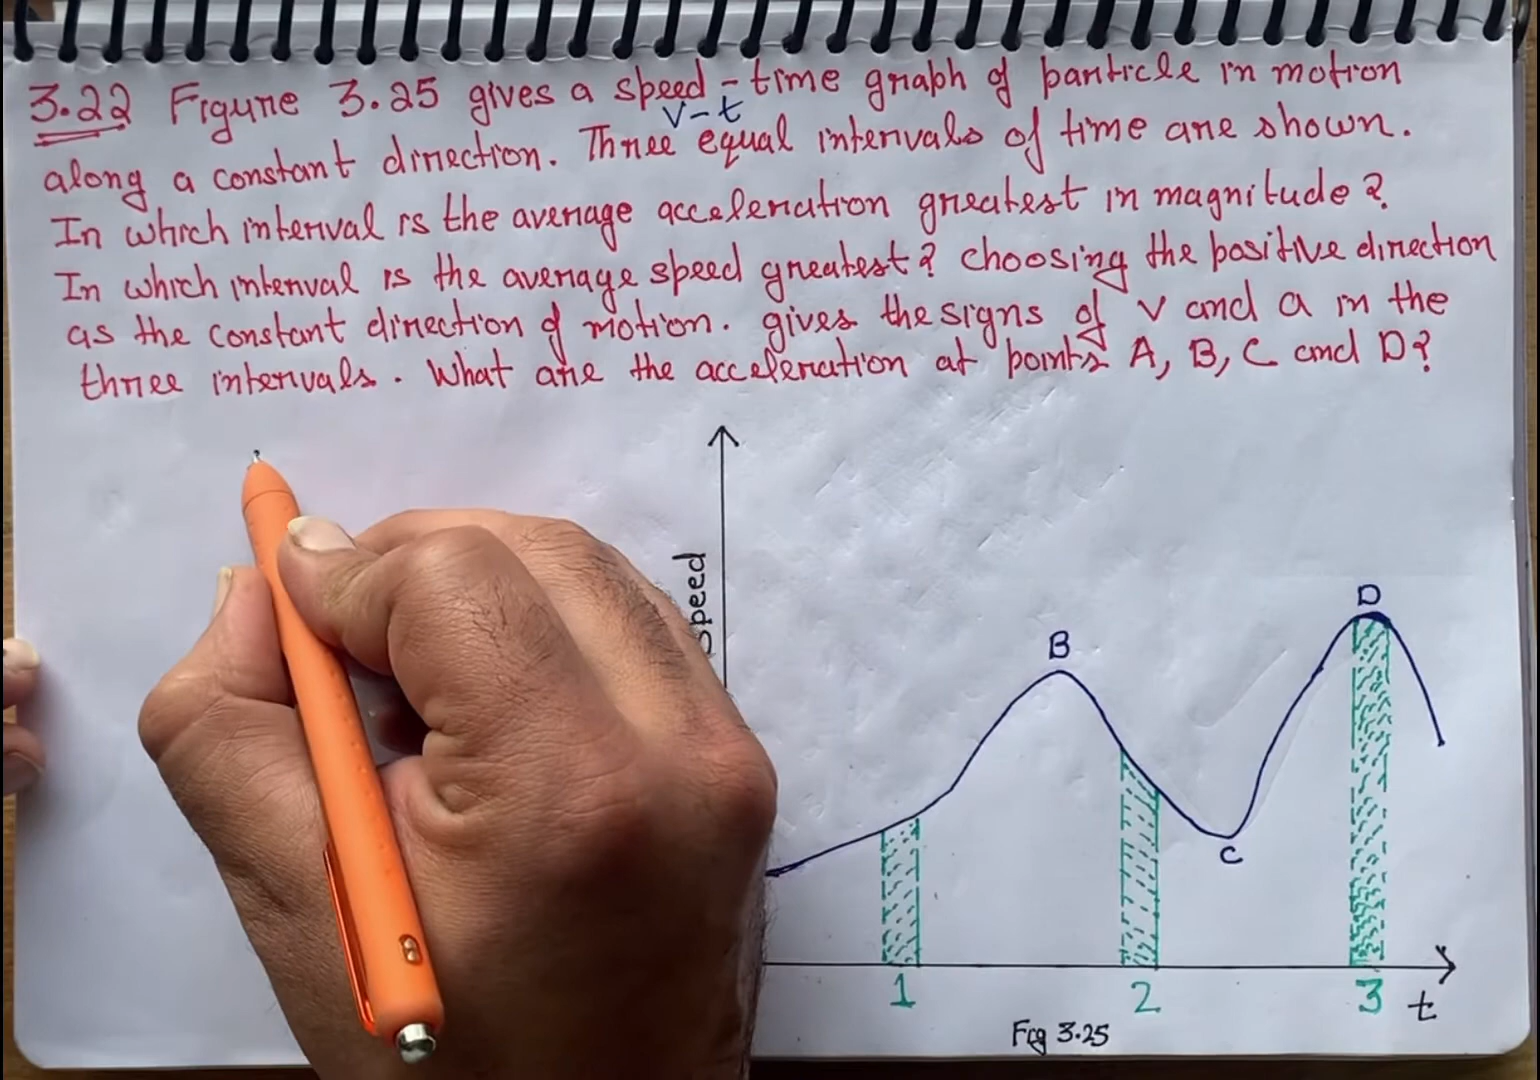 3.22 Figure 3.25 gives a speed-time graph of particle in motion
v-t
along a constant direction. Three equal intervals of time are shown.
In which interval is the average acceleration greatest in magnitude?
In which interval is the average speed greatest? choosing the positive direction
as the constant direction of motion. gives the signs of v and a in the
three intervals. What are the acceleration at points A, B, C and D?
Speed
D
B
C
1
2
3
t
Fig 3.25